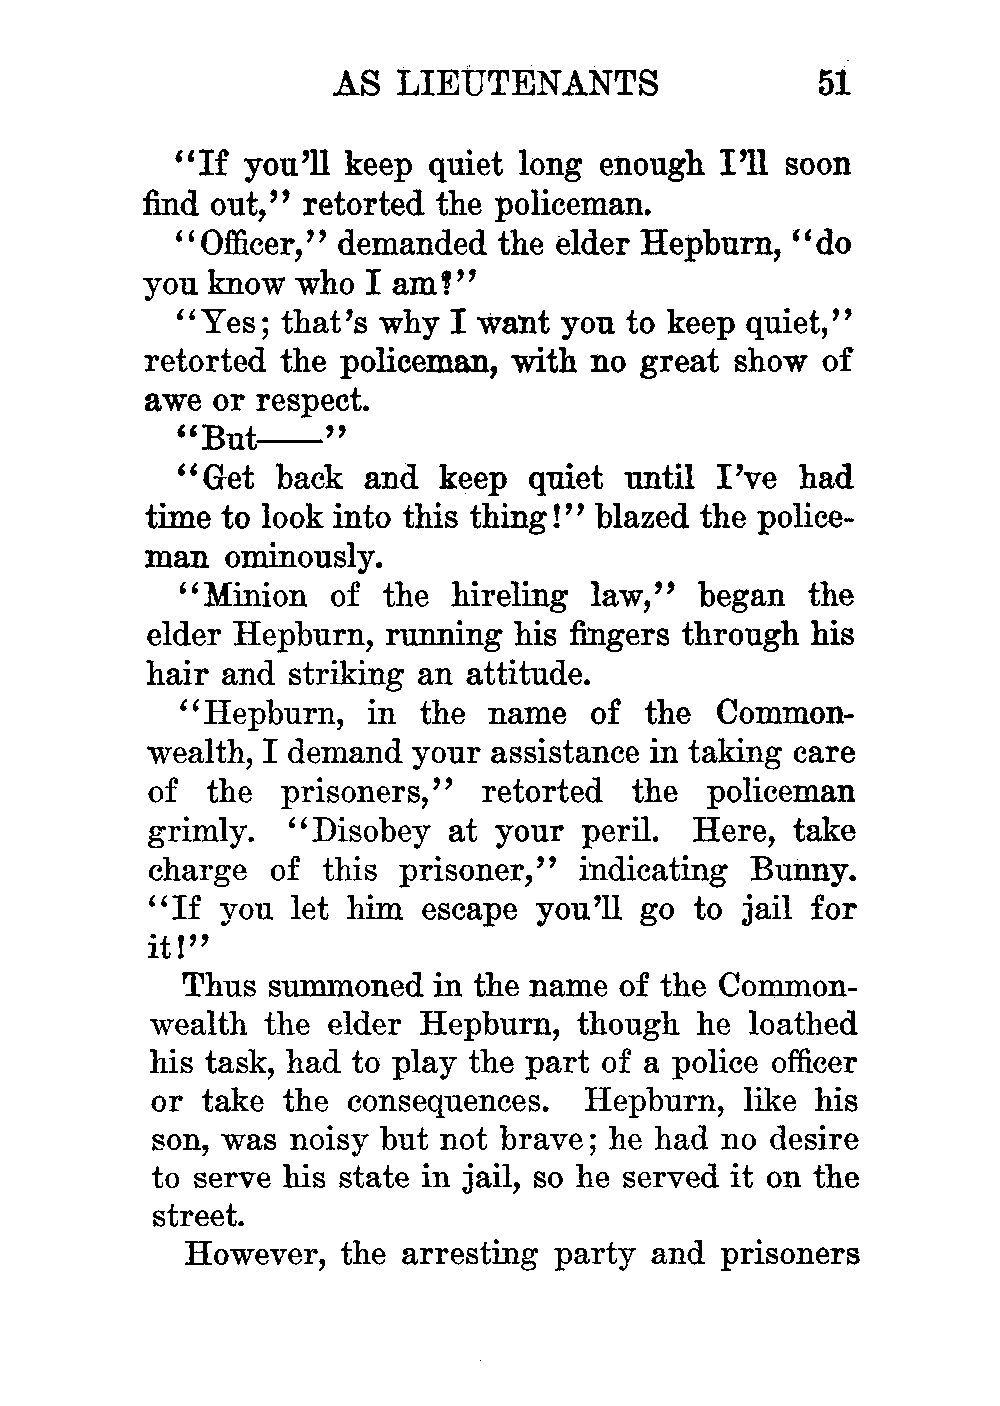 AS LIEUTENANTS 51
“If you’ll keep quiet long enough I’ll soon
find out,” retorted the policeman.
“Officer,” demanded the elder Hepburn, “do
you know who I am?”
“Yes; that’s why I want you to keep quiet,”
retorted the policeman, with no great show of
awe or respect.
“But——”
“Get back and keep quiet until I’ve had
time to look into this thing!” blazed the police-
man ominously.
“Minion of the hireling law,” began the
elder Hepburn, running his fingers through his
hair and striking an attitude.
“Hepburn, in the name of the Common-
wealth, I demand your assistance in taking care
of the prisoners,” retorted the policeman
grimly. “Disobey at your peril. Here, take
charge of this prisoner,” indicating Bunny.
“If you let him escape you’ll go to jail for
it!”
Thus summoned in the name of the Common-
wealth the elder Hepburn, though he loathed
his task, had to play the part of a police officer
or take the consequences. Hepburn, like his
son, was noisy but not brave; he had no desire
to serve his state in jail, so he served it on the
street.
However, the arresting party and prisoners